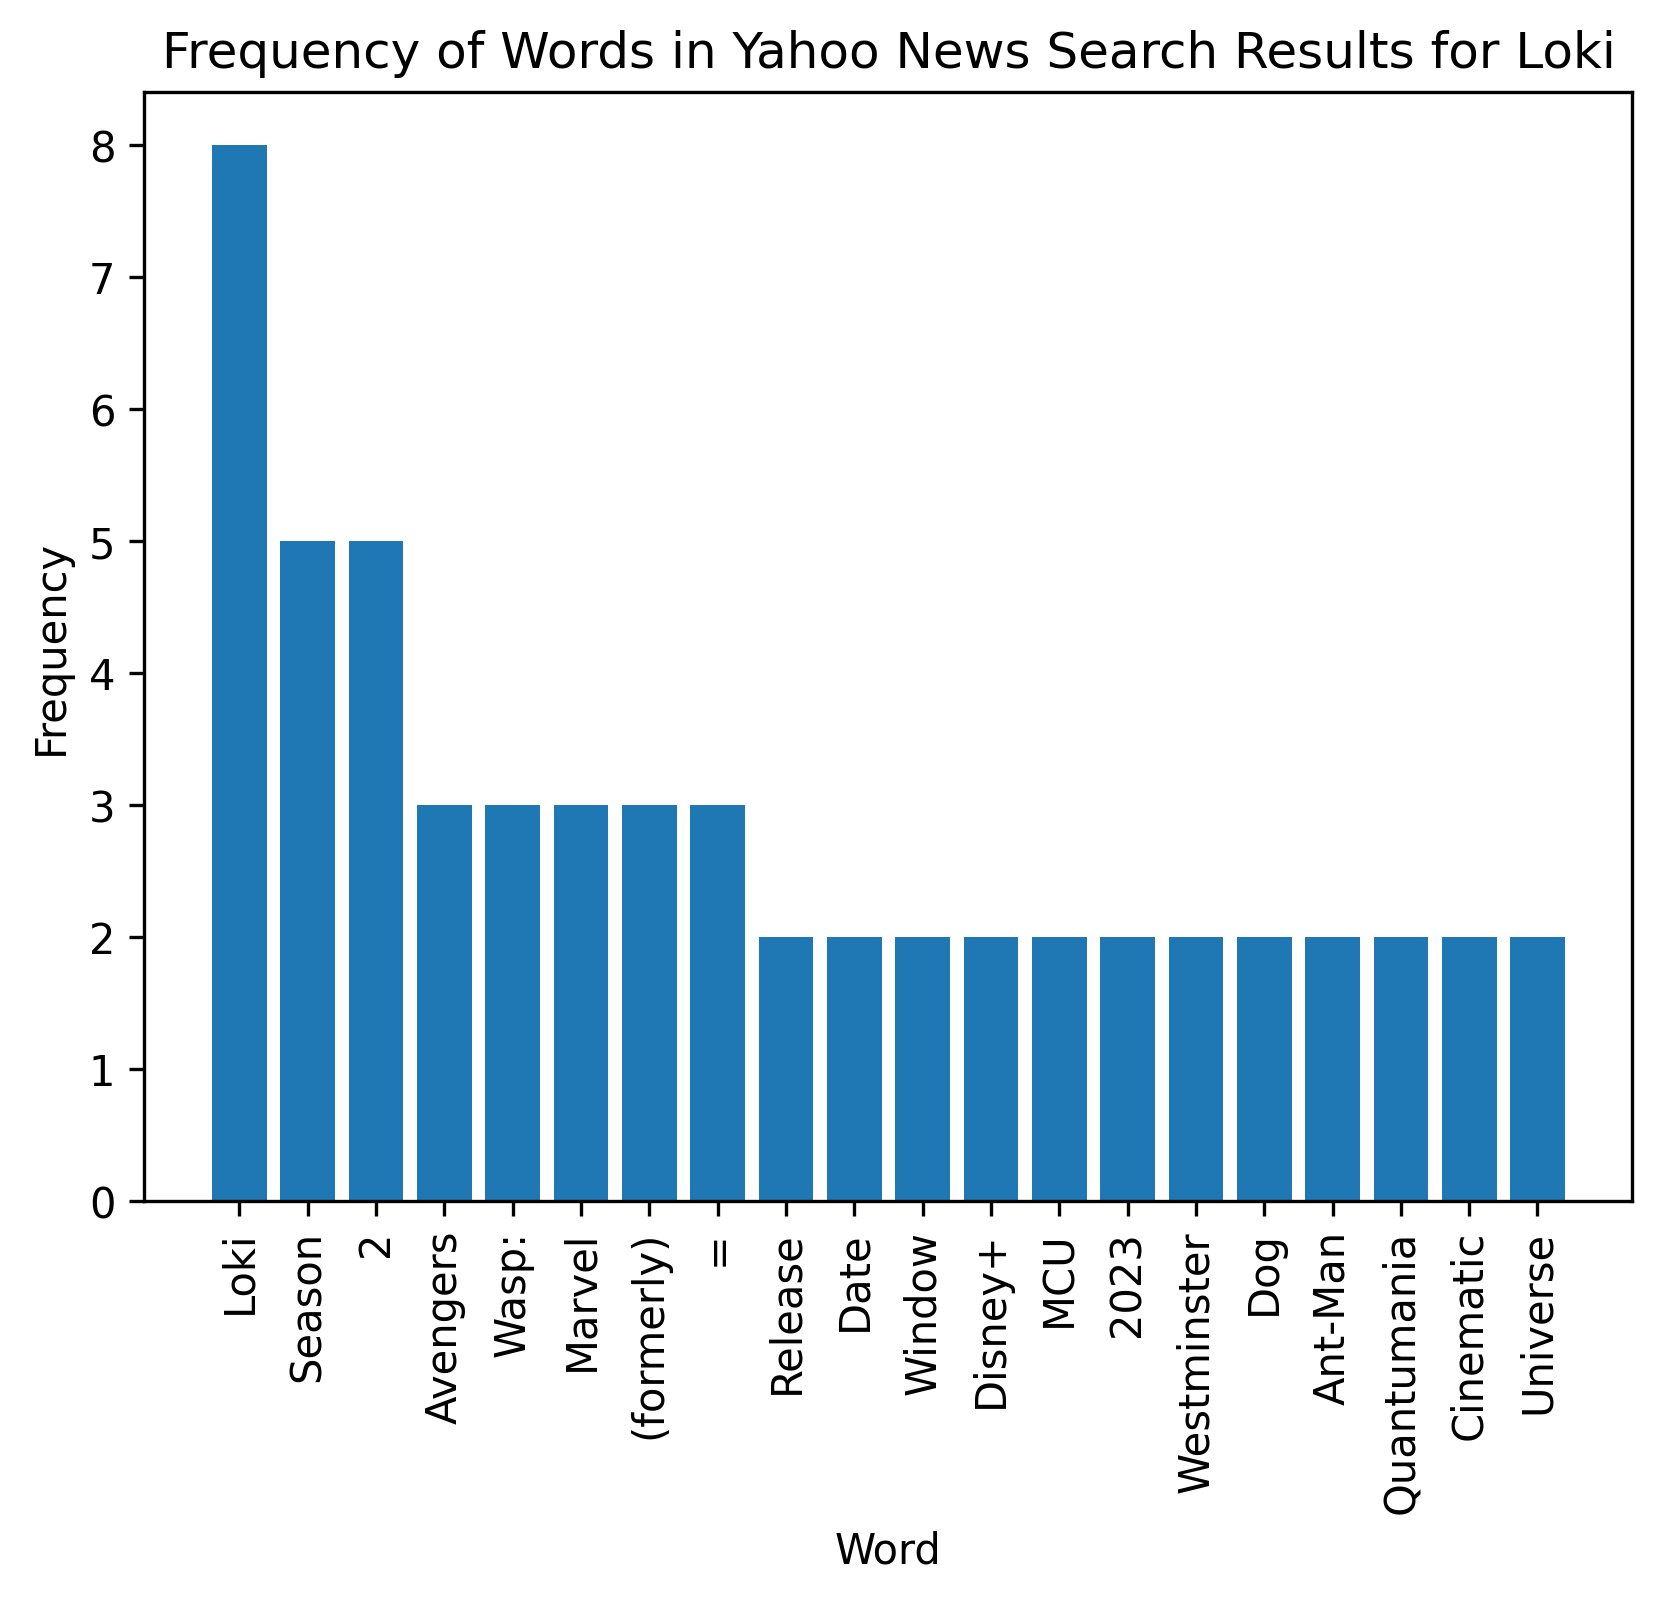 Frequency of Words in Yahoo News Search Results for Loki
Frequency
8
7
6
5
4
3
2
1
0
Loki
Season
2
Avengers
Wasp:
Marvel
(formerly)
=
Release
Date
Window
Disney+
MCU
2023
Westminster
Dog
Ant-Man
Quantumania
Cinematic
Universe
Word